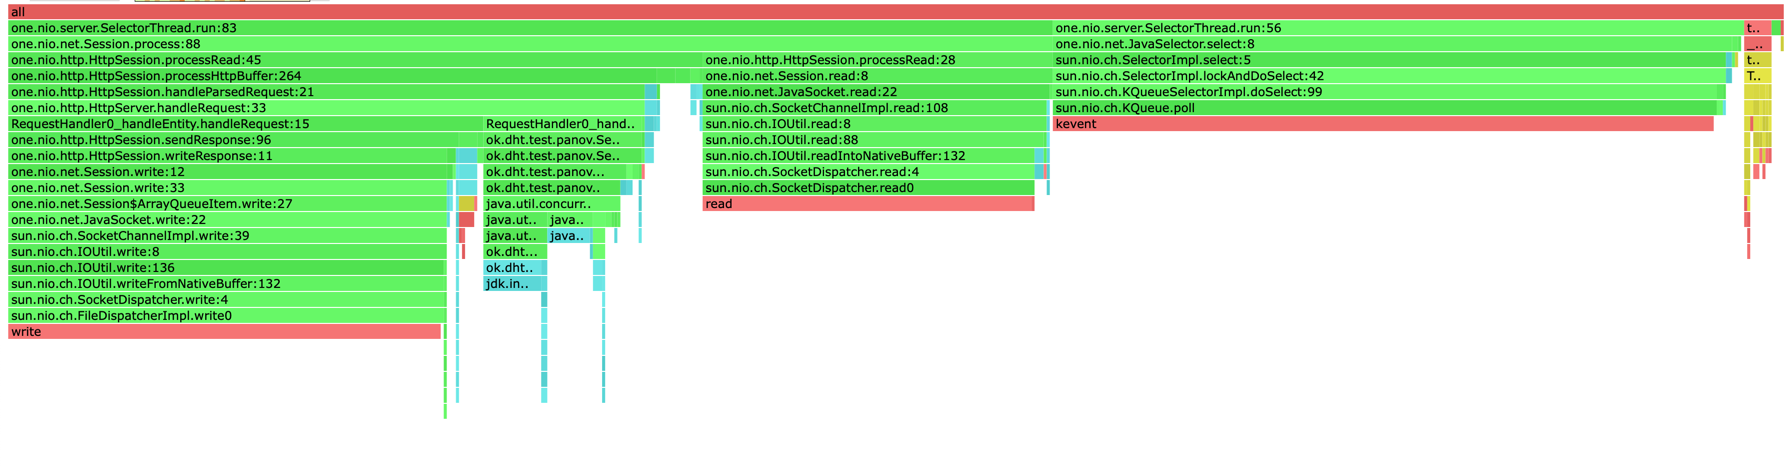 all
one.nio.server.SelectorThread.run:83 one.nio.server.SelectorThread.run:56 t..
one.nio.net.Session.process:88 one.nio.net.JavaSelector.select:8 _..
one.nio.http.HttpSession.processRead:45 one.nio.http.HttpSession.processRead:28 sun.nio.ch.SelectorImpl.select:5 t..
one.nio.http.HttpSession.processHttpBuffer:264 one.nio.net.Session.read:8 sun.nio.ch.SelectorImpl.lockAndDoSelect:42 T..
one.nio.http.HttpSession.handleParsedRequest:21 one.nio.net.JavaSocket.read:22 sun.nio.ch.KQueueSelectorImpl.doSelect:99
one.nio.http.HttpServer.handleRequest:33 sun.nio.ch.SocketChannelImpl.read:108 sun.nio.ch.KQueue.poll
RequestHandler0_handleEntity.handleRequest:15 RequestHandler0_hand.. sun.nio.ch.IOUtil.read:8 kevent
one.nio.http.HttpSession.sendResponse:96 ok.dht.test.panov.Se.. sun.nio.ch.IOUtil.read:88
one.nio.http.HttpSession.writeResponse:11 ok.dht.test.panov.Se.. sun.nio.ch.IOUtil.readIntoNativeBuffer:132
one.nio.net.Session.write:12 ok.dht.test.panov... sun.nio.ch.SocketDispatcher.read:4
one.nio.net.Session.write:33 ok.dht.test.panov.. sun.nio.ch.SocketDispatcher.read0
one.nio.net.Session$ArrayQueueItem.write:27 java.util.concurr.. read
one.nio.net.JavaSocket.write:22 java.ut.. java..
sun.nio.ch.SocketChannelImpl.write:39 java.ut.. java..
sun.nio.ch.IOUtil.write:8 ok.dht...
sun.nio.ch.IOUtil.write:136 ok.dht..
sun.nio.ch.IOUtil.writeFromNativeBuffer:132 jdk.in..
sun.nio.ch.SocketDispatcher.write:4
sun.nio.ch.FileDispatcherImpl.write0
write